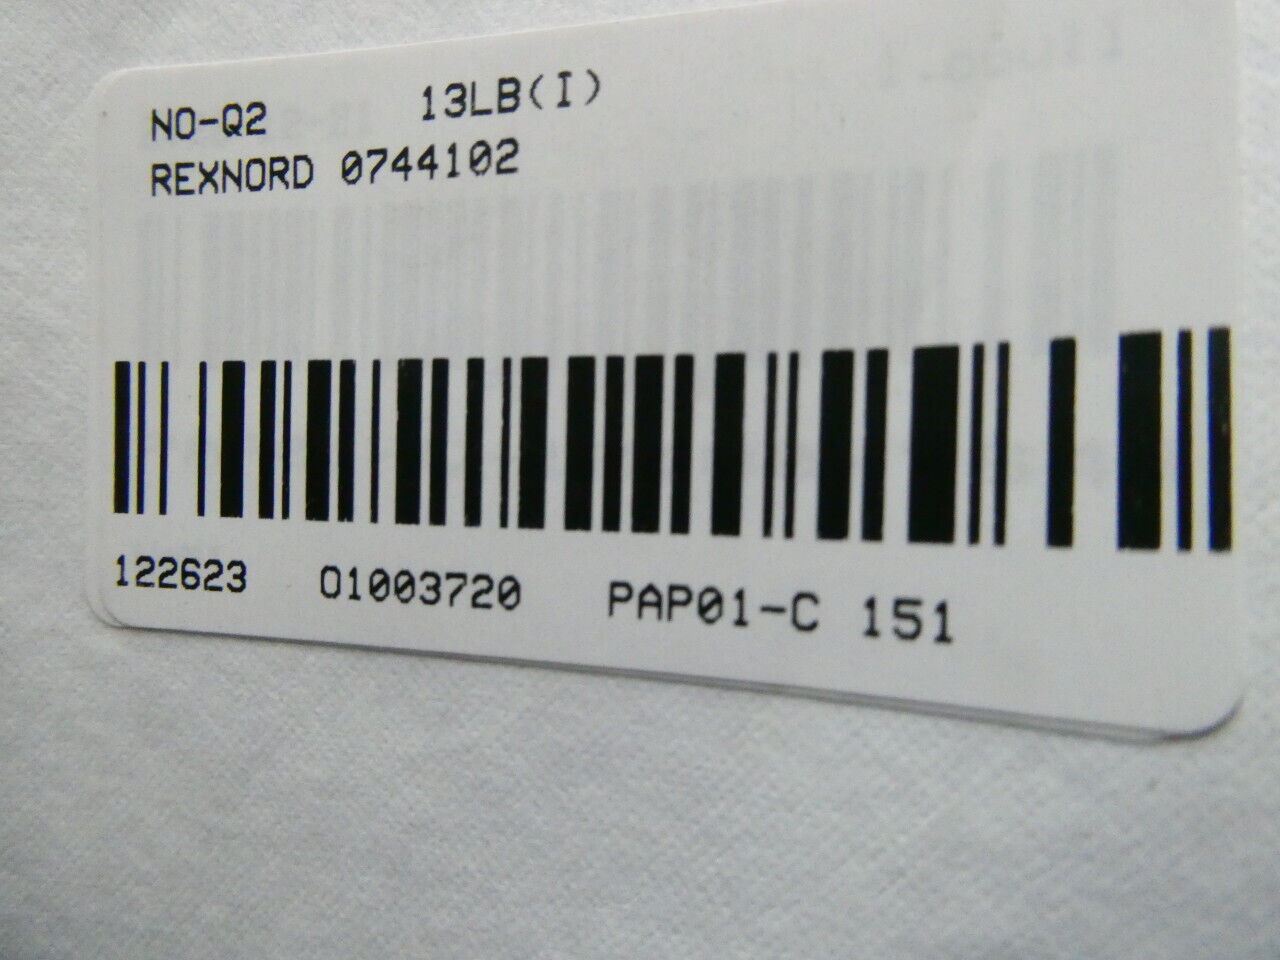 NO-Q2 13LB(I)
REXNORD 0744102
122623 01003720 PAP01-C 151